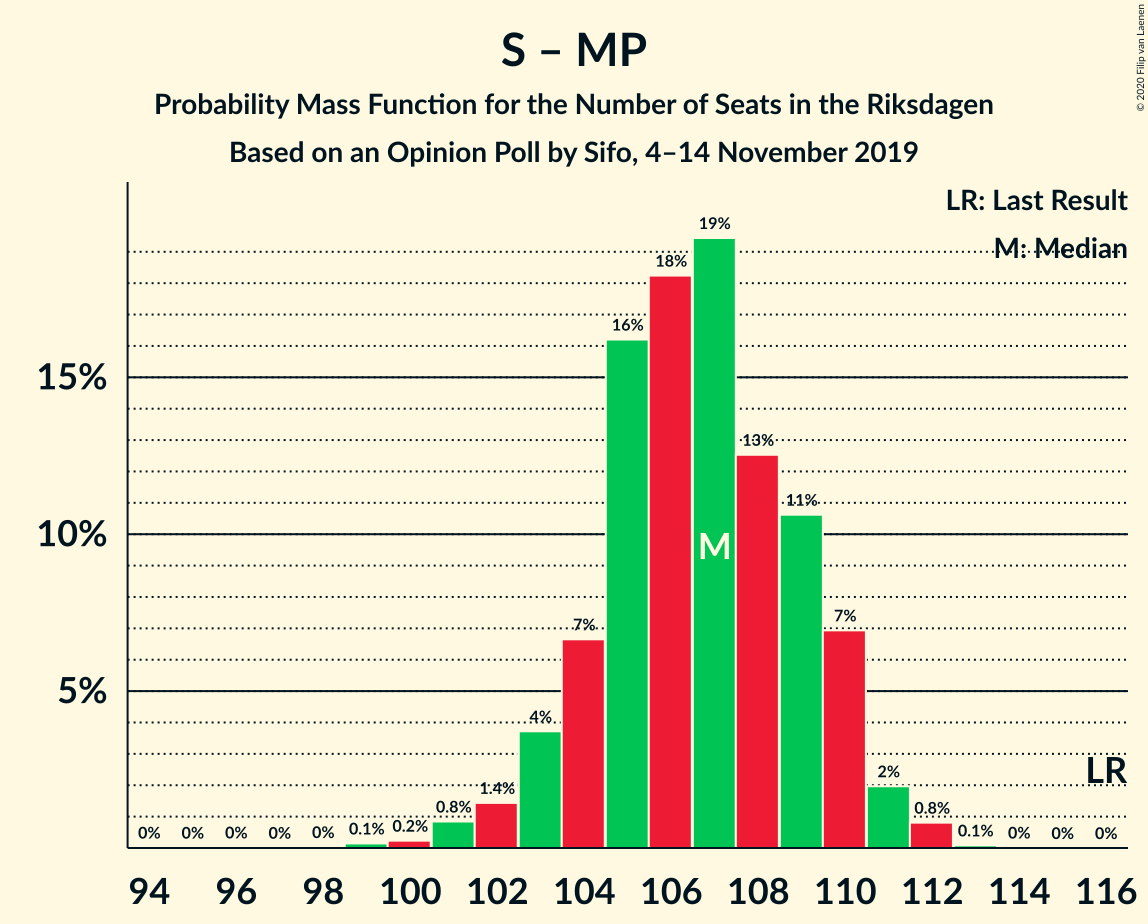 S – MP
Probability Mass Function for the Number of Seats in the Riksdagen
Based on an Opinion Poll by Sifo, 4–14 November 2019
© 2020 Filip van Laenen
LR: Last Result
M: Median
15%
10%
5%
0%
0%
0%
0%
0%
0.1%
0.2%
0.8%
1.4%
4%
7%
16%
18%
19%
13%
11%
7%
2%
0.8%
0.1%
0%
0%
0%
M
LR
94 96 98 100 102 104 106 108 110 112 114 116